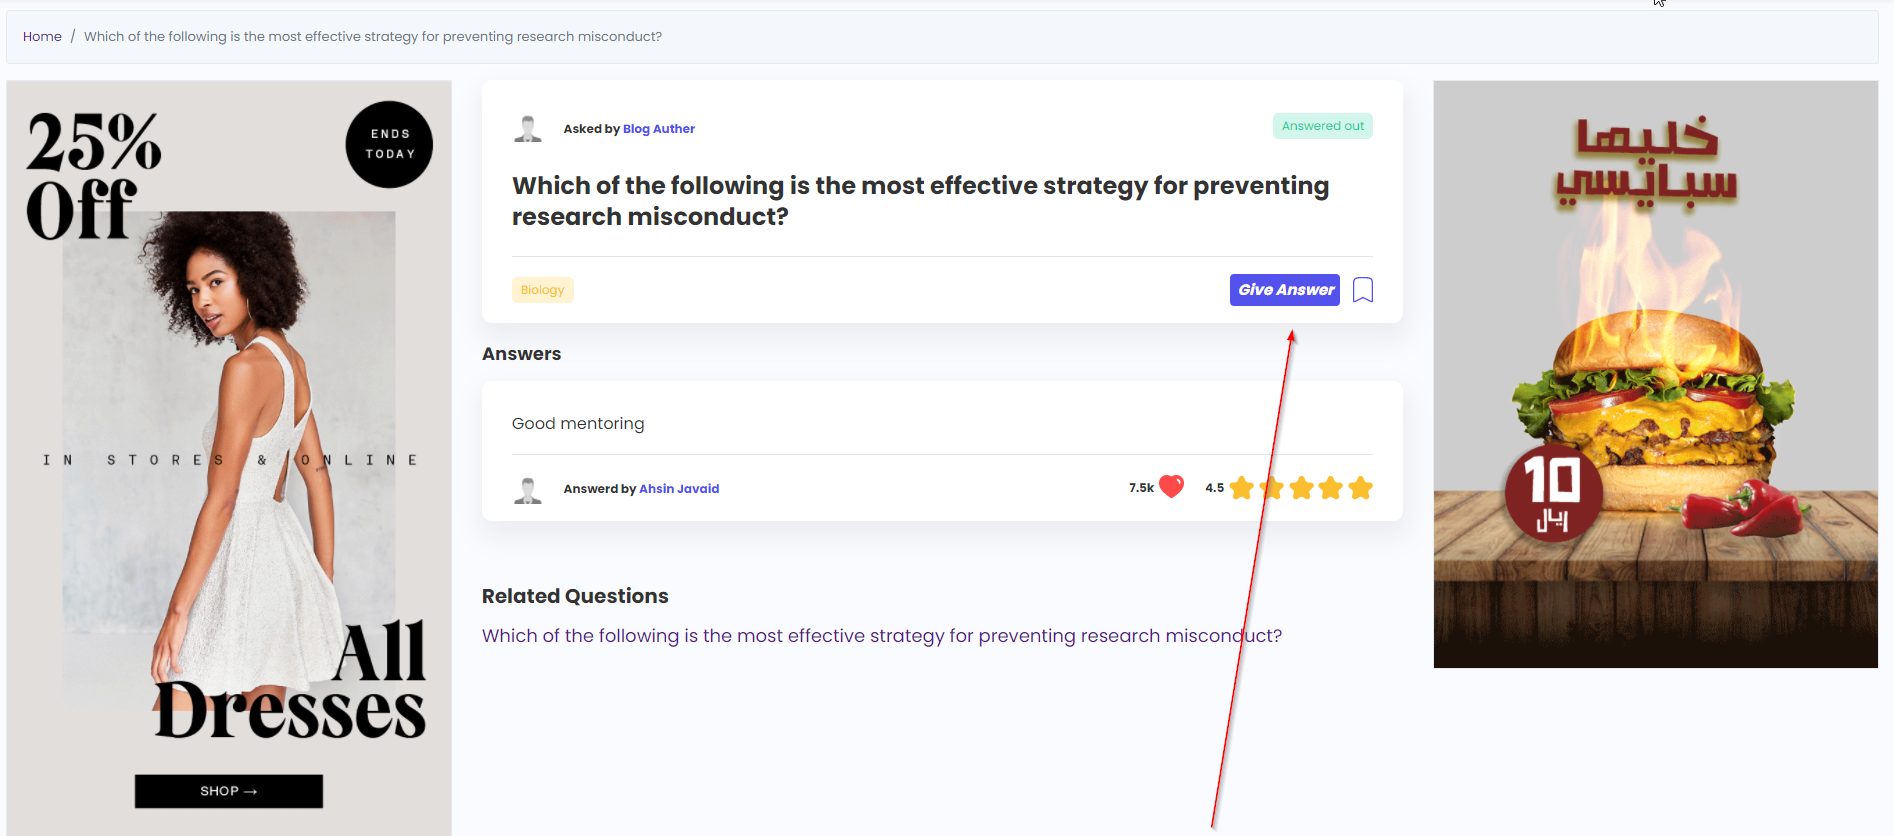 Home / Which of the following is the most effective strategy for preventing research misconduct?
25%
Off
ENDS
TODAY
IN STORES & ONLINE
All
Dresses
SHOP →
Asked by Blog Auther
Answered out
Which of the following is the most effective strategy for preventing
research misconduct?
Biology
Give Answer
Answers
Good mentoring
Answerd by Ahsin Javaid
7.5k
4.5
Related Questions
Which of the following is the most effective strategy for preventing research misconduct?
خليها
سبايسي
10
ريال